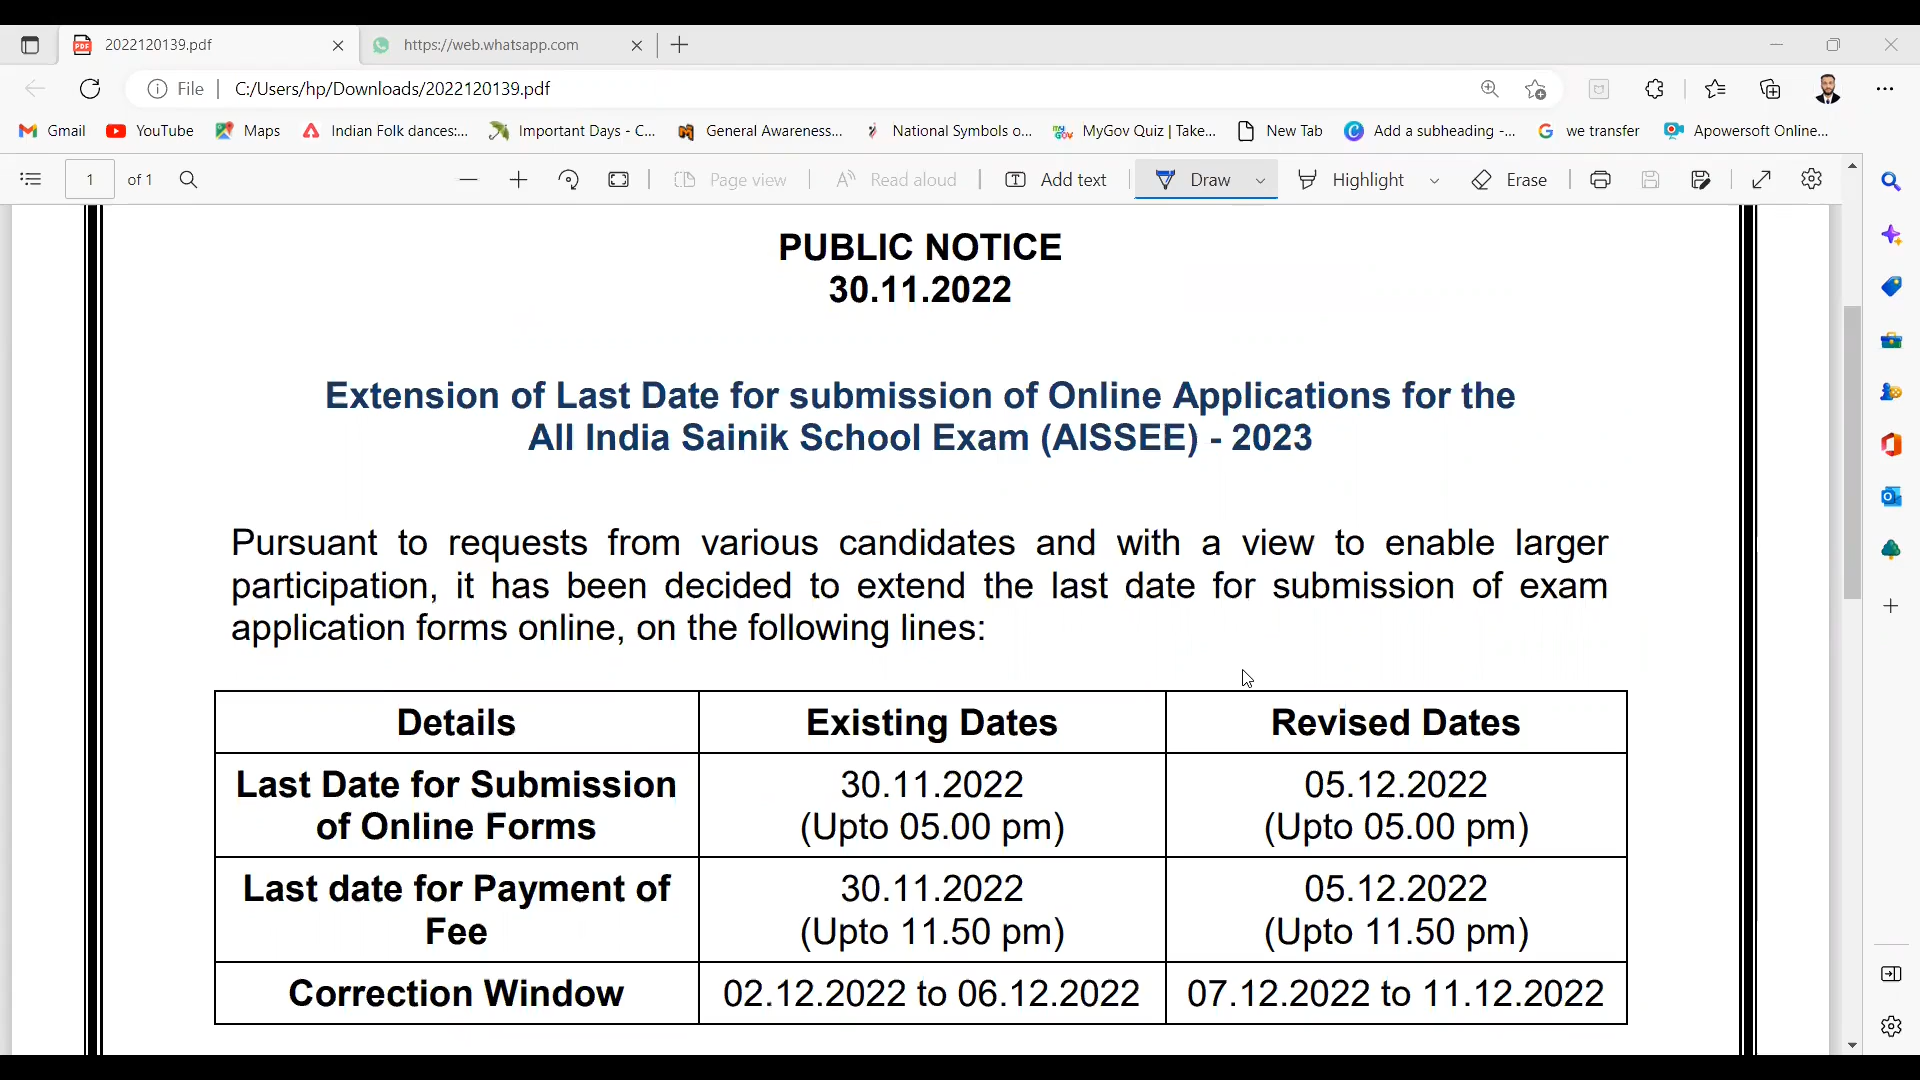 2022120139.pdf
https://web.whatsapp.com
File
C:/Users/hp/Downloads/2022120139.pdf
Gmail
YouTube
Maps
Indian Folk dances:...
Important Days - C...
General Awareness...
National Symbols o...
MyGov Quiz | Take...
New Tab
Add a subheading -...
we transfer
Apowersoft Online...
1
of 1
Page view
Read aloud
Add text
Draw
Highlight
Erase
PUBLIC NOTICE
30.11.2022
Extension of Last Date for submission of Online Applications for the
All India Sainik School Exam (AISSEE) - 2023
Pursuant to requests from various candidates and with a view to enable larger
participation, it has been decided to extend the last date for submission of exam
application forms online, on the following lines:
Details
Existing Dates
Revised Dates
Last Date for Submission
of Online Forms
30.11.2022
(Upto 05.00 pm)
05.12.2022
(Upto 05.00 pm)
Last date for Payment of
Fee
30.11.2022
(Upto 11.50 pm)
05.12.2022
(Upto 11.50 pm)
Correction Window
02.12.2022 to 06.12.2022
07.12.2022 to 11.12.2022